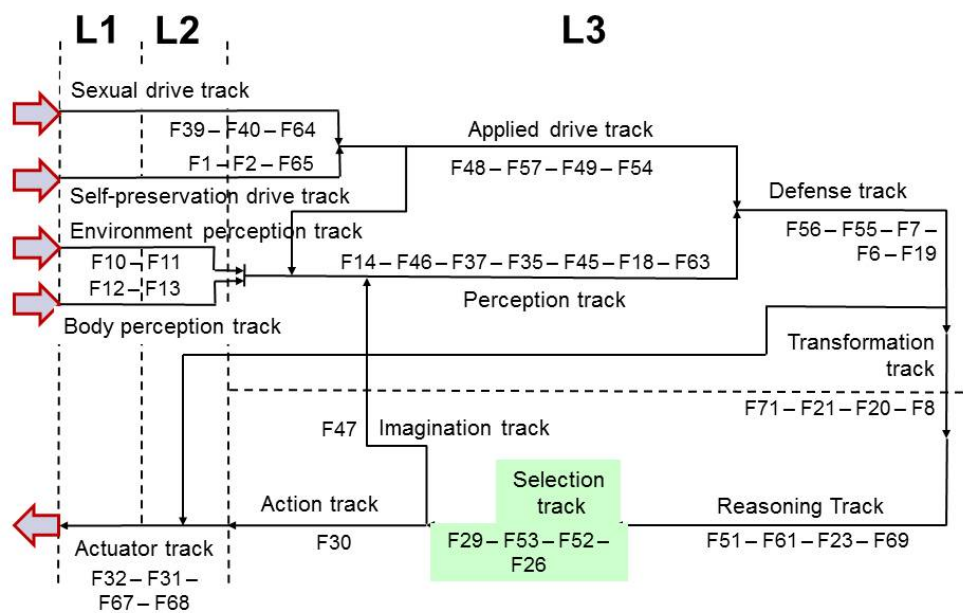 L1 L2 L3
Sexual drive track
F39 – F40 – F64
Applied drive track
F1 – F2 – F65
F48 – F57 – F49 – F54
Self-preservation drive track
Defense track
Environment perception track
F56 – F55 – F7 –
F6 – F19
F10 – F11
F14 – F46 – F37 – F35 – F45 – F18 – F63
F12 – F13
Perception track
Body perception track
Transformation
track
F71 – F21 – F20 – F8
F47
Imagination track
Selection
track
Action track
Reasoning Track
F29 – F53 – F52 –
F26
F30
F51 – F61 – F23 – F69
Actuator track
F32 – F31 –
F67 – F68